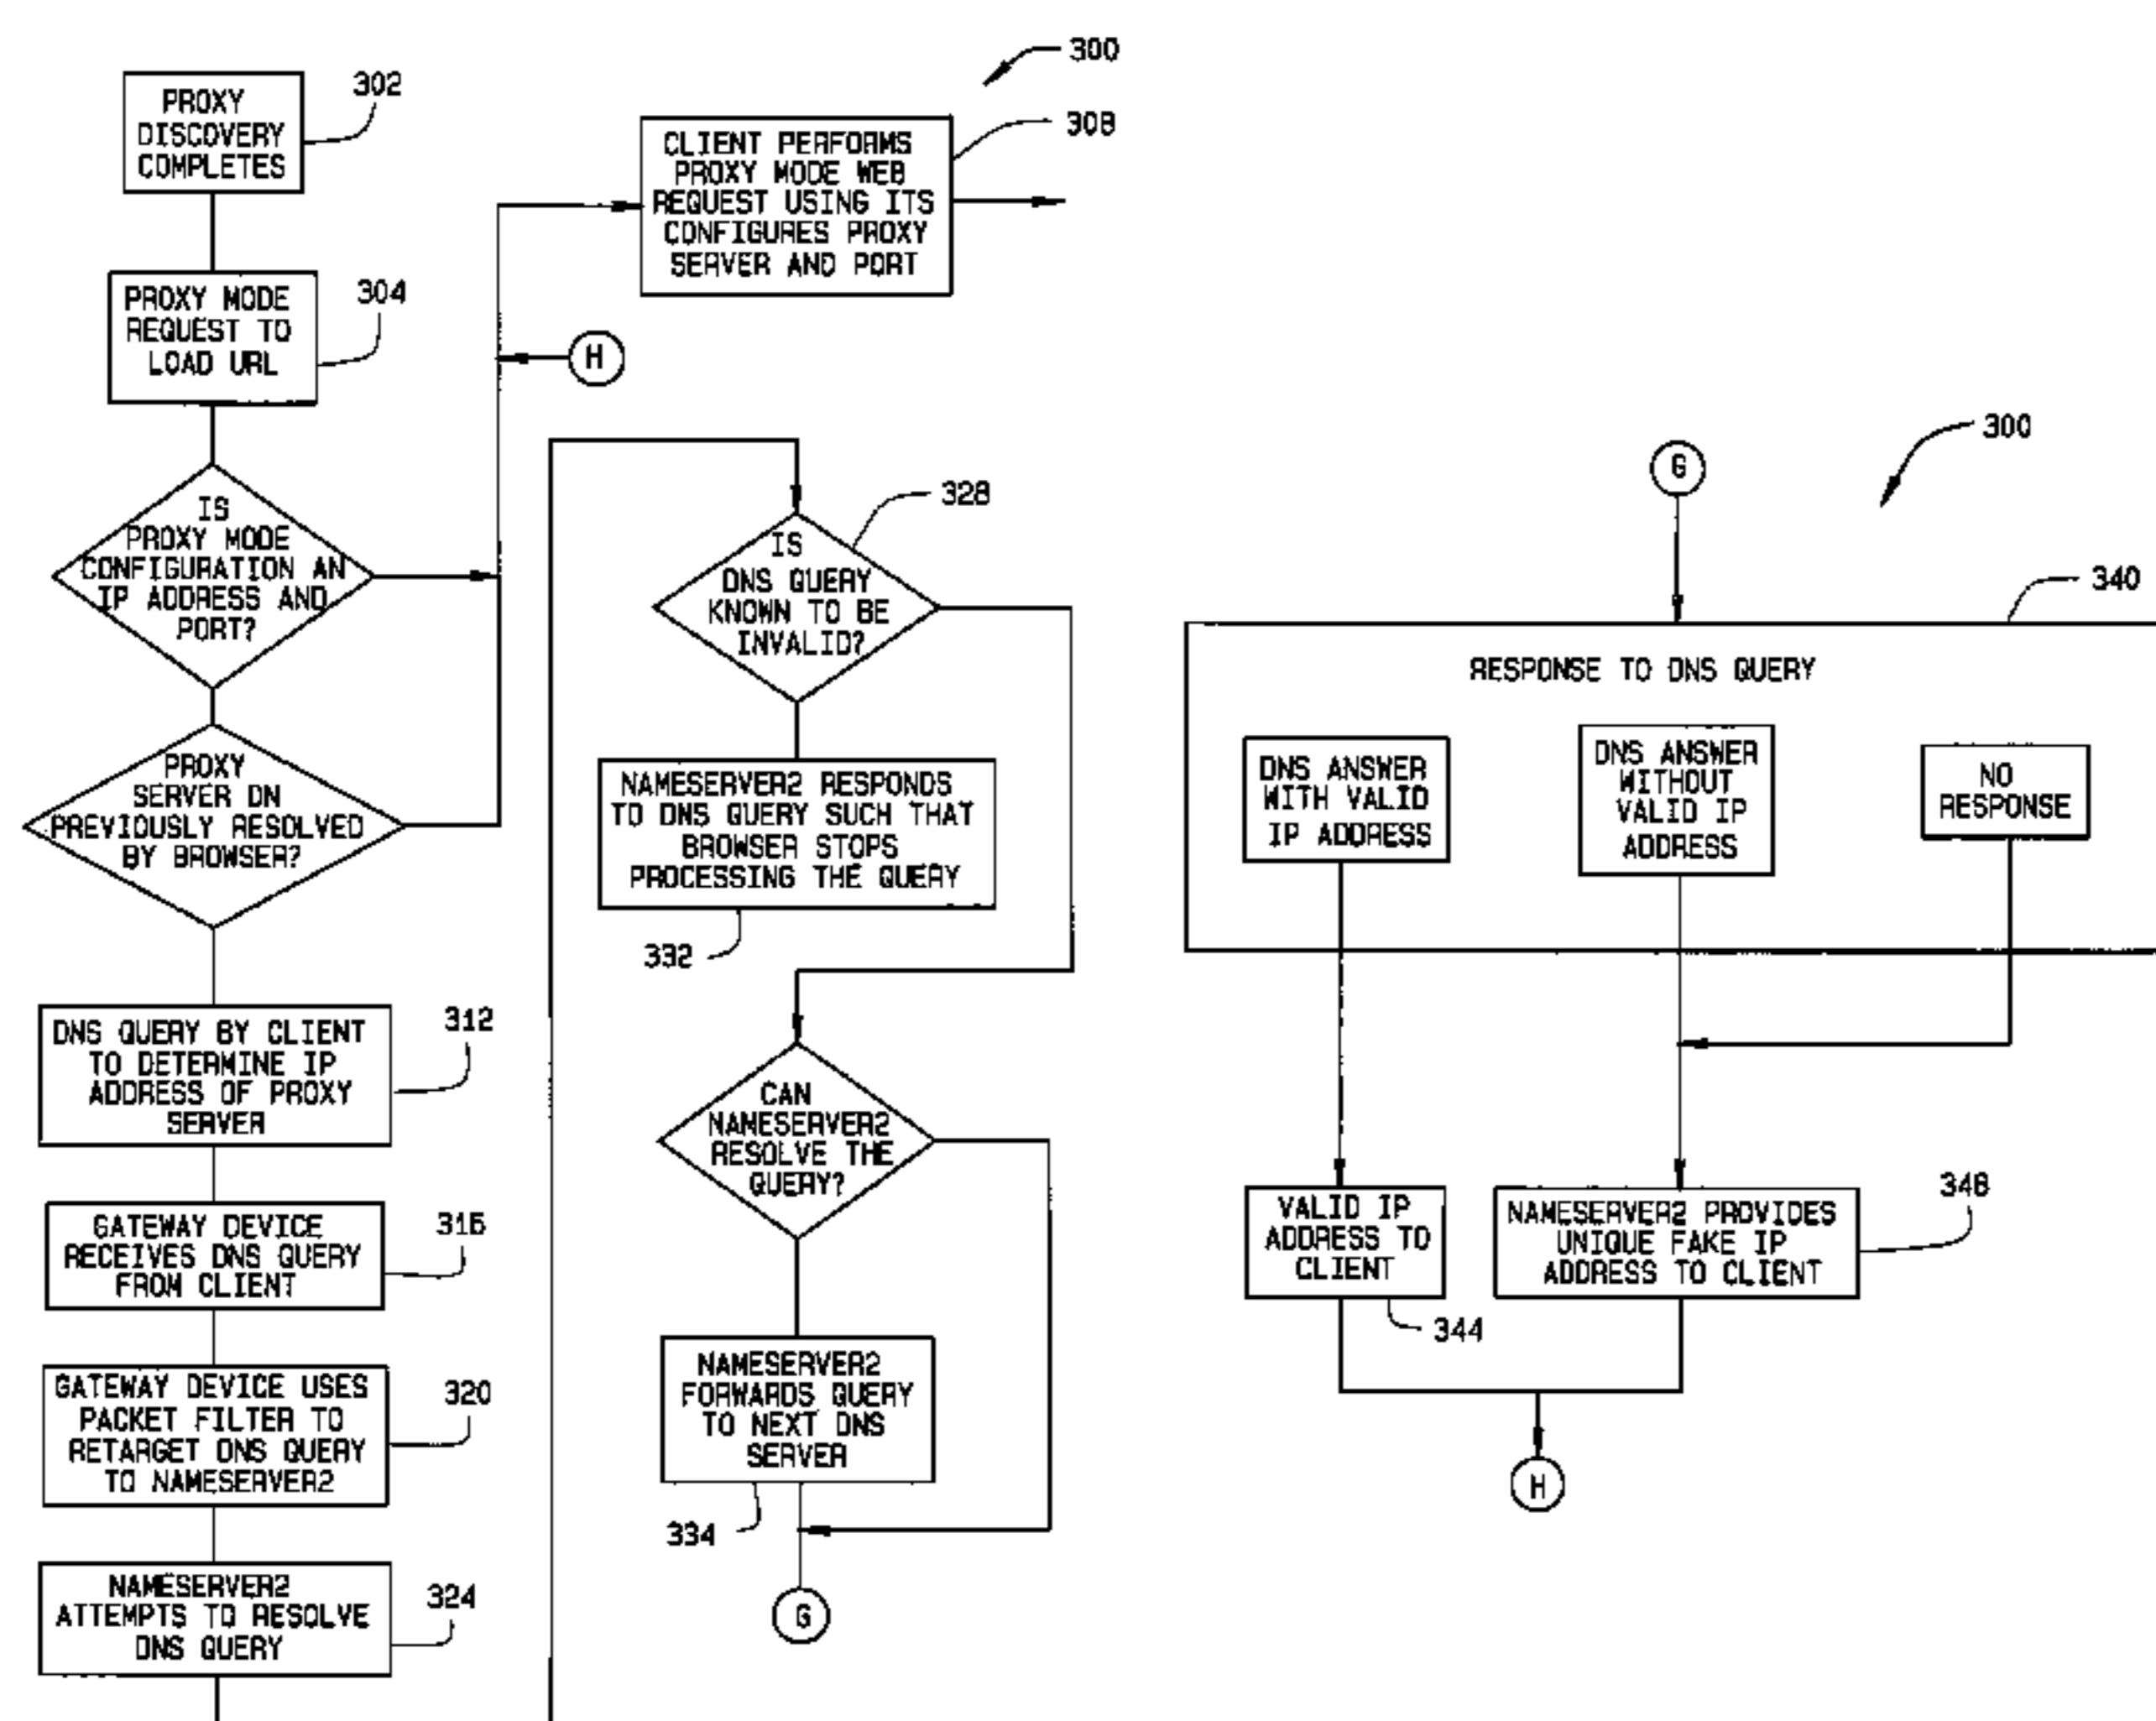 300
PROXY
DISCOVERY
COMPLETES
302
CLIENT PERFORMS
PROXY MODE WEB
REQUEST USING ITS
CONFIGURES PROXY
SERVER AND PORT
308
PROXY MODE
REQUEST TO
LOAD URL
304
H
IS
PROXY MODE
CONFIGURATION AN
IP ADDRESS AND
PORT?
PROXY
SERVER DN
PREVIOUSLY RESOLVED
BY BROWSER?
DNS QUERY BY CLIENT
TO DETERMINE IP
ADDRESS OF PROXY
SERVER
312
GATEWAY DEVICE
RECEIVES DNS QUERY
FROM CLIENT
316
GATEWAY DEVICE USES
PACKET FILTER TO
RETARGET DNS QUERY
TO NAMESERVER2
320
NAMESERVER2
ATTEMPTS TO RESOLVE
DNS QUERY
324
IS
DNS QUERY
KNOWN TO BE
INVALID?
328
NAMESERVER2 RESPONDS
TO DNS QUERY SUCH THAT
BROWSER STOPS
PROCESSING THE QUERY
332
CAN
NAMESERVER2
RESOLVE THE
QUERY?
NAMESERVER2
FORWARDS QUERY
TO NEXT DNS
SERVER
334
G
300
G
340
RESPONSE TO DNS QUERY
DNS ANSWER
WITH VALID
IP ADDRESS
DNS ANSWER
WITHOUT
VALID IP
ADDRESS
NO
RESPONSE
VALID IP
ADDRESS TO
CLIENT
344
NAMESERVER2 PROVIDES
UNIQUE FAKE IP
ADDRESS TO CLIENT
348
H